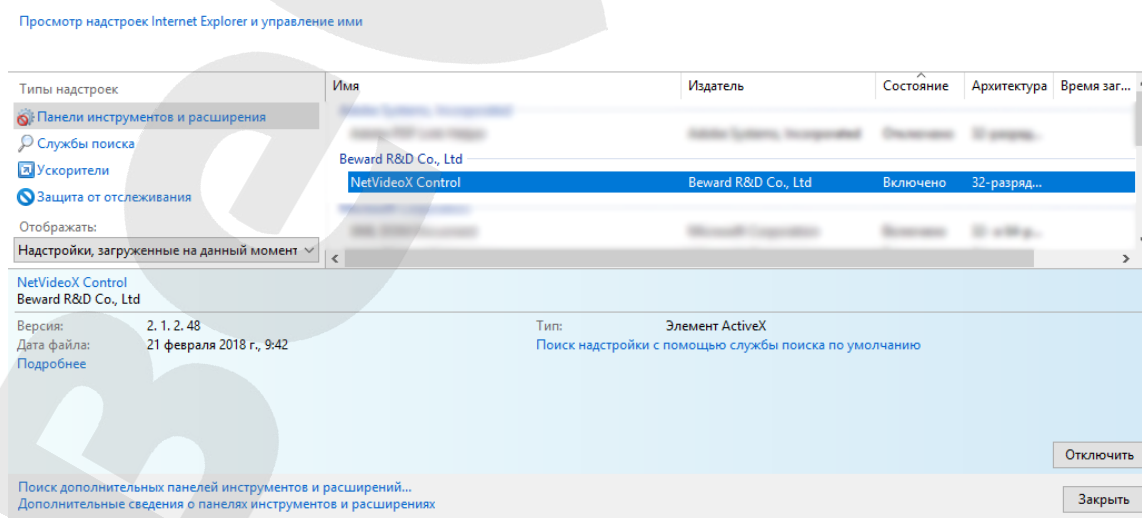 Просмотр надстроек Internet Explorer и управление ими
Типы надстроек
Панели инструментов и расширения
Службы поиска
Ускорители
Защита от отслеживания
Отображать:
Надстройки, загруженные на данный момент
Имя Издатель Состояние Архитектура Время заг...
Beward R&D Co., Ltd
NetVideoX Control Beward R&D Co., Ltd Включено 32-разряд...
NetVideoX Control
Beward R&D Co., Ltd
Версия: 2. 1. 2. 48 Тип: Элемент ActiveX
Дата файла: 21 февраля 2018 г., 9:42 Поиск надстройки с помощью службы поиска по умолчанию
Подробнее
Отключить
Поиск дополнительных панелей инструментов и расширений...
Дополнительные сведения о панелях инструментов и расширениях
Закрыть